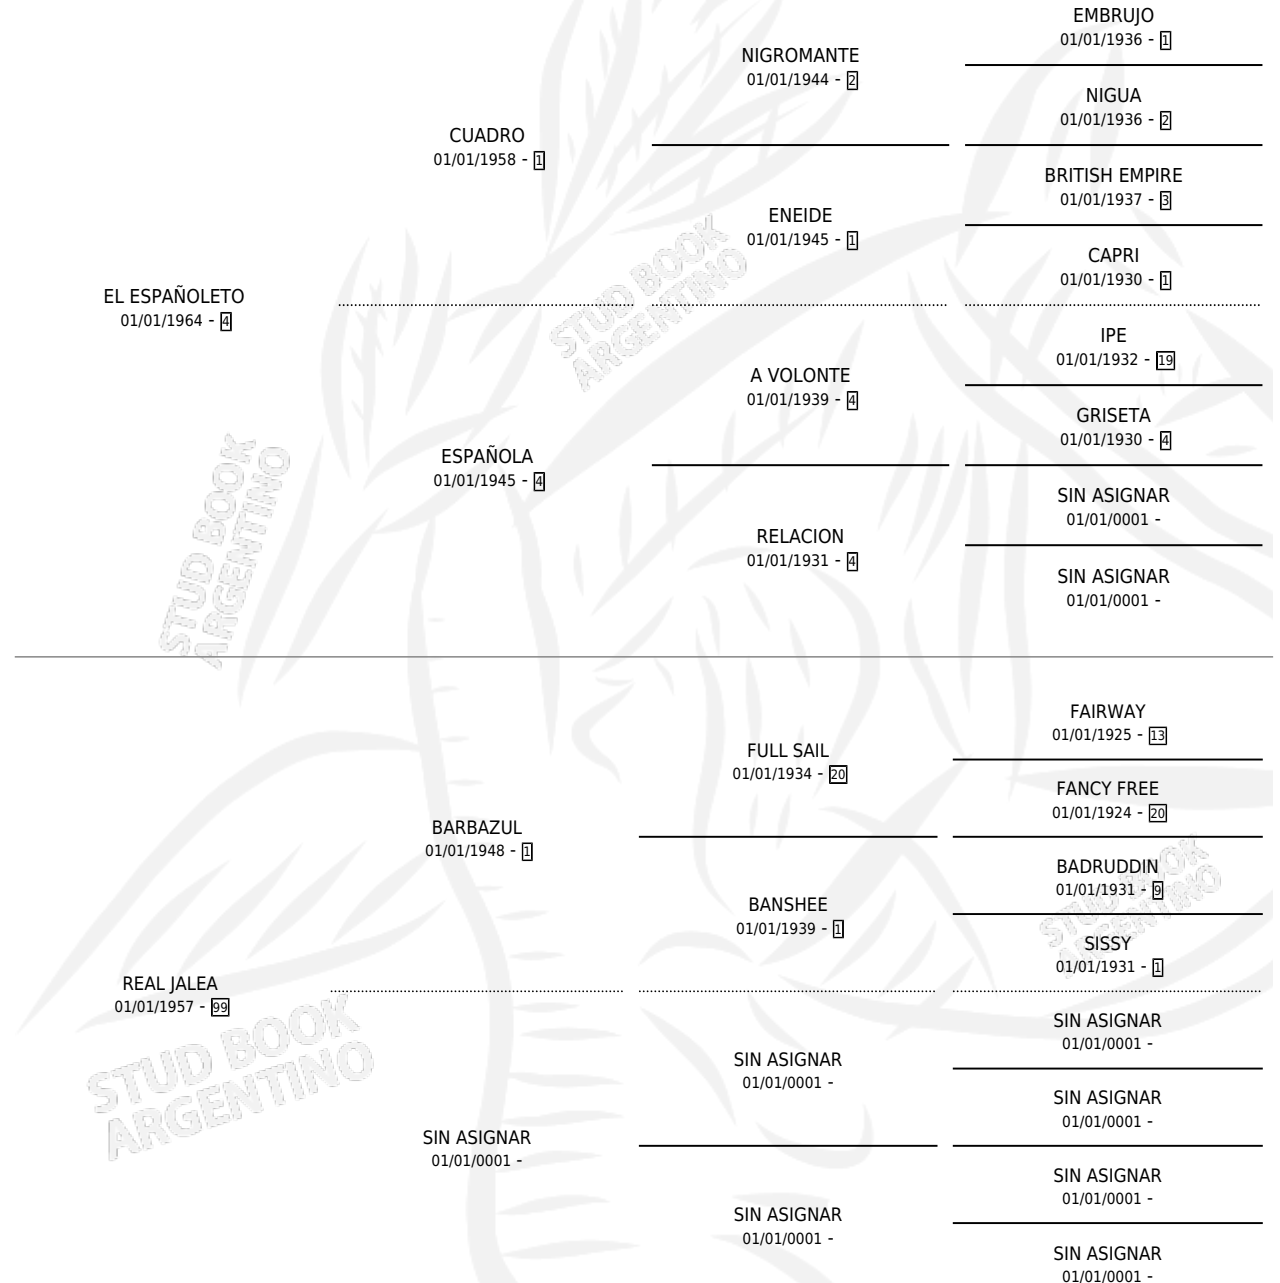 EMBRUJO
01/01/1936 - 1
NIGROMANTE
01/01/1944 - 2
NIGUA
01/01/1936 - 2
CUADRO
01/01/1958 - 1
BRITISH EMPIRE
01/01/1937 - 3
ENEIDE
01/01/1945 - 1
CAPRI
01/01/1930 - 1
EL ESPAÑOLETO
01/01/1964 - 4
IPE
01/01/1932 - 19
A VOLONTE
01/01/1939 - 4
GRISETA
01/01/1930 - 4
ESPAÑOLA
01/01/1945 - 4
SIN ASIGNAR
01/01/0001 -
RELACION
01/01/1931 - 4
SIN ASIGNAR
01/01/0001 -
FAIRWAY
01/01/1925 - 13
FULL SAIL
01/01/1934 - 20
FANCY FREE
01/01/1924 - 20
BARBAZUL
01/01/1948 - 1
BADRUDDIN
01/01/1931 - 9
BANSHEE
01/01/1939 - 1
SISSY
01/01/1931 - 1
REAL JALEA
01/01/1957 - 99
SIN ASIGNAR
01/01/0001 -
SIN ASIGNAR
01/01/0001 -
SIN ASIGNAR
01/01/0001 -
SIN ASIGNAR
01/01/0001 -
SIN ASIGNAR
01/01/0001 -
SIN ASIGNAR
01/01/0001 -
SIN ASIGNAR
01/01/0001 -
STUD BOOK
ARGENTINO
STUD BOOK
ARGENTINO
STUD BOOK
ARGENTINO
STUD BOOK
ARGENTINO